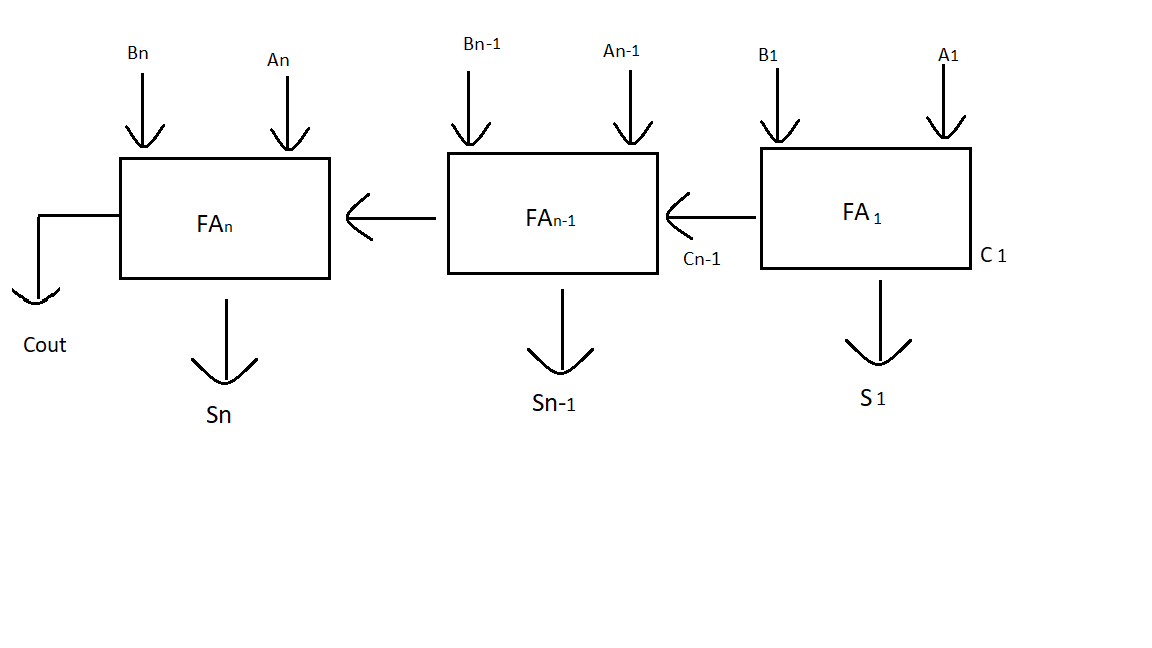 Bn
An
Bn-1
An-1
B1
A1
FAn
FAn-1
FA 1
C 1
Cn-1
Cout
Sn
Sn-1
S 1